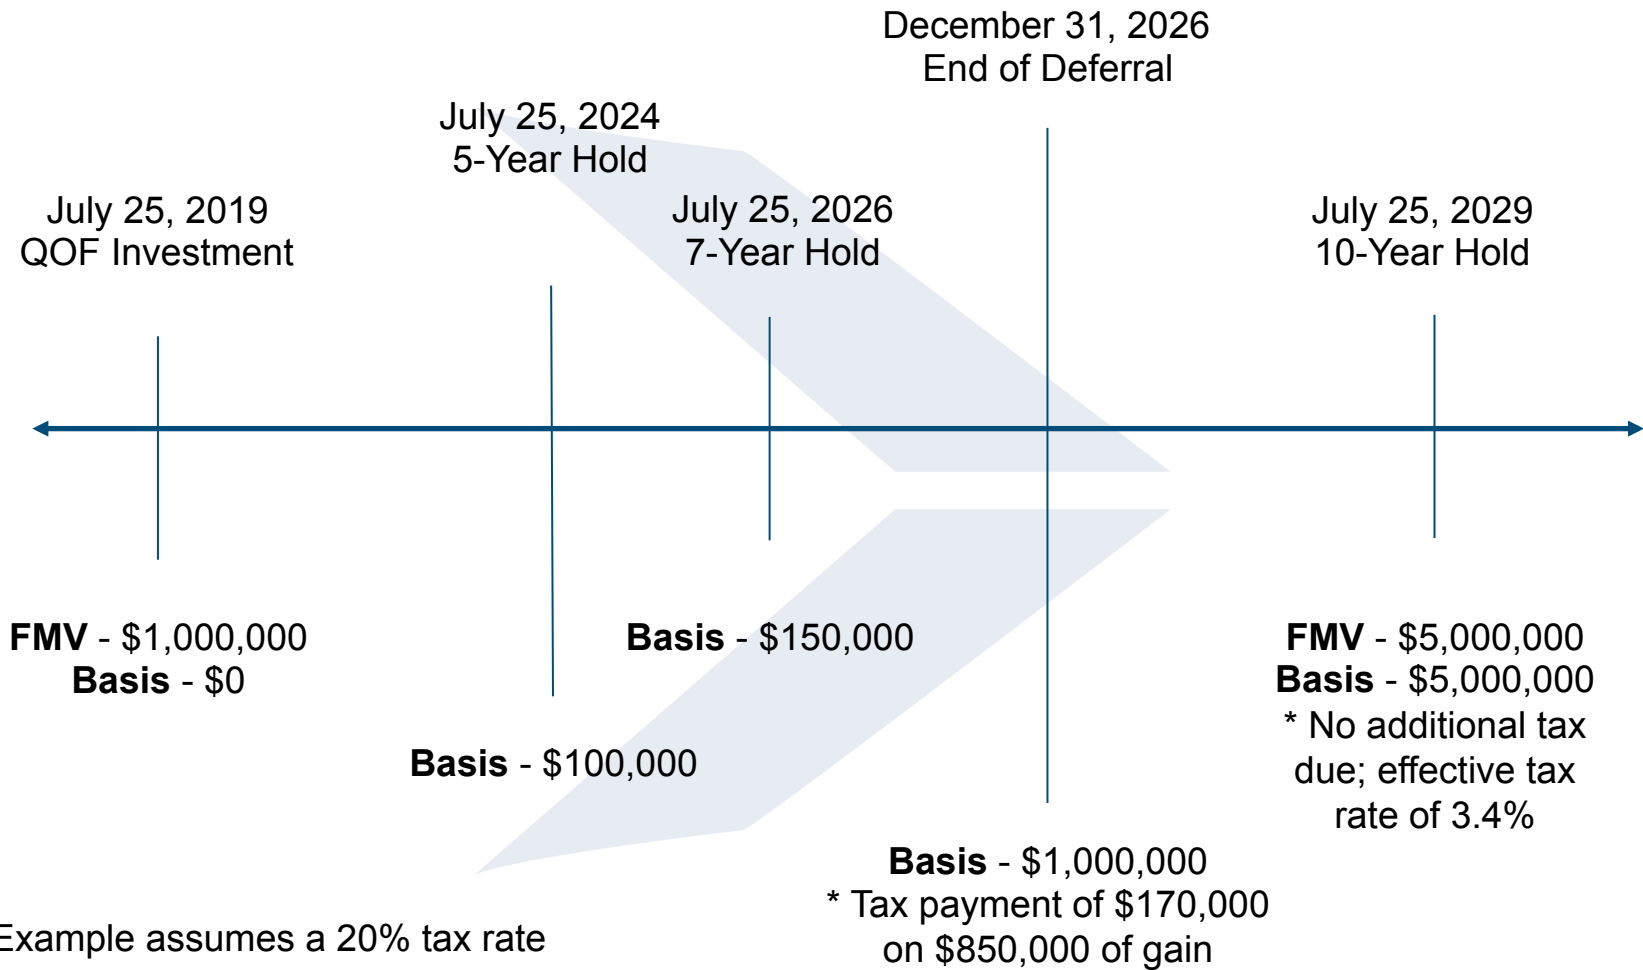 December 31, 2026
End of Deferral
July 25, 2024
5-Year Hold
July 25, 2019
QOF Investment
July 25, 2026
7-Year Hold
July 25, 2029
10-Year Hold
FMV - $1,000,000
Basis - $0
Basis - $100,000
Basis - $150,000
Basis - $1,000,000
* Tax payment of $170,000
on $850,000 of gain
FMV - $5,000,000
Basis - $5,000,000
* No additional tax
due; effective tax
rate of 3.4%
Example assumes a 20% tax rate